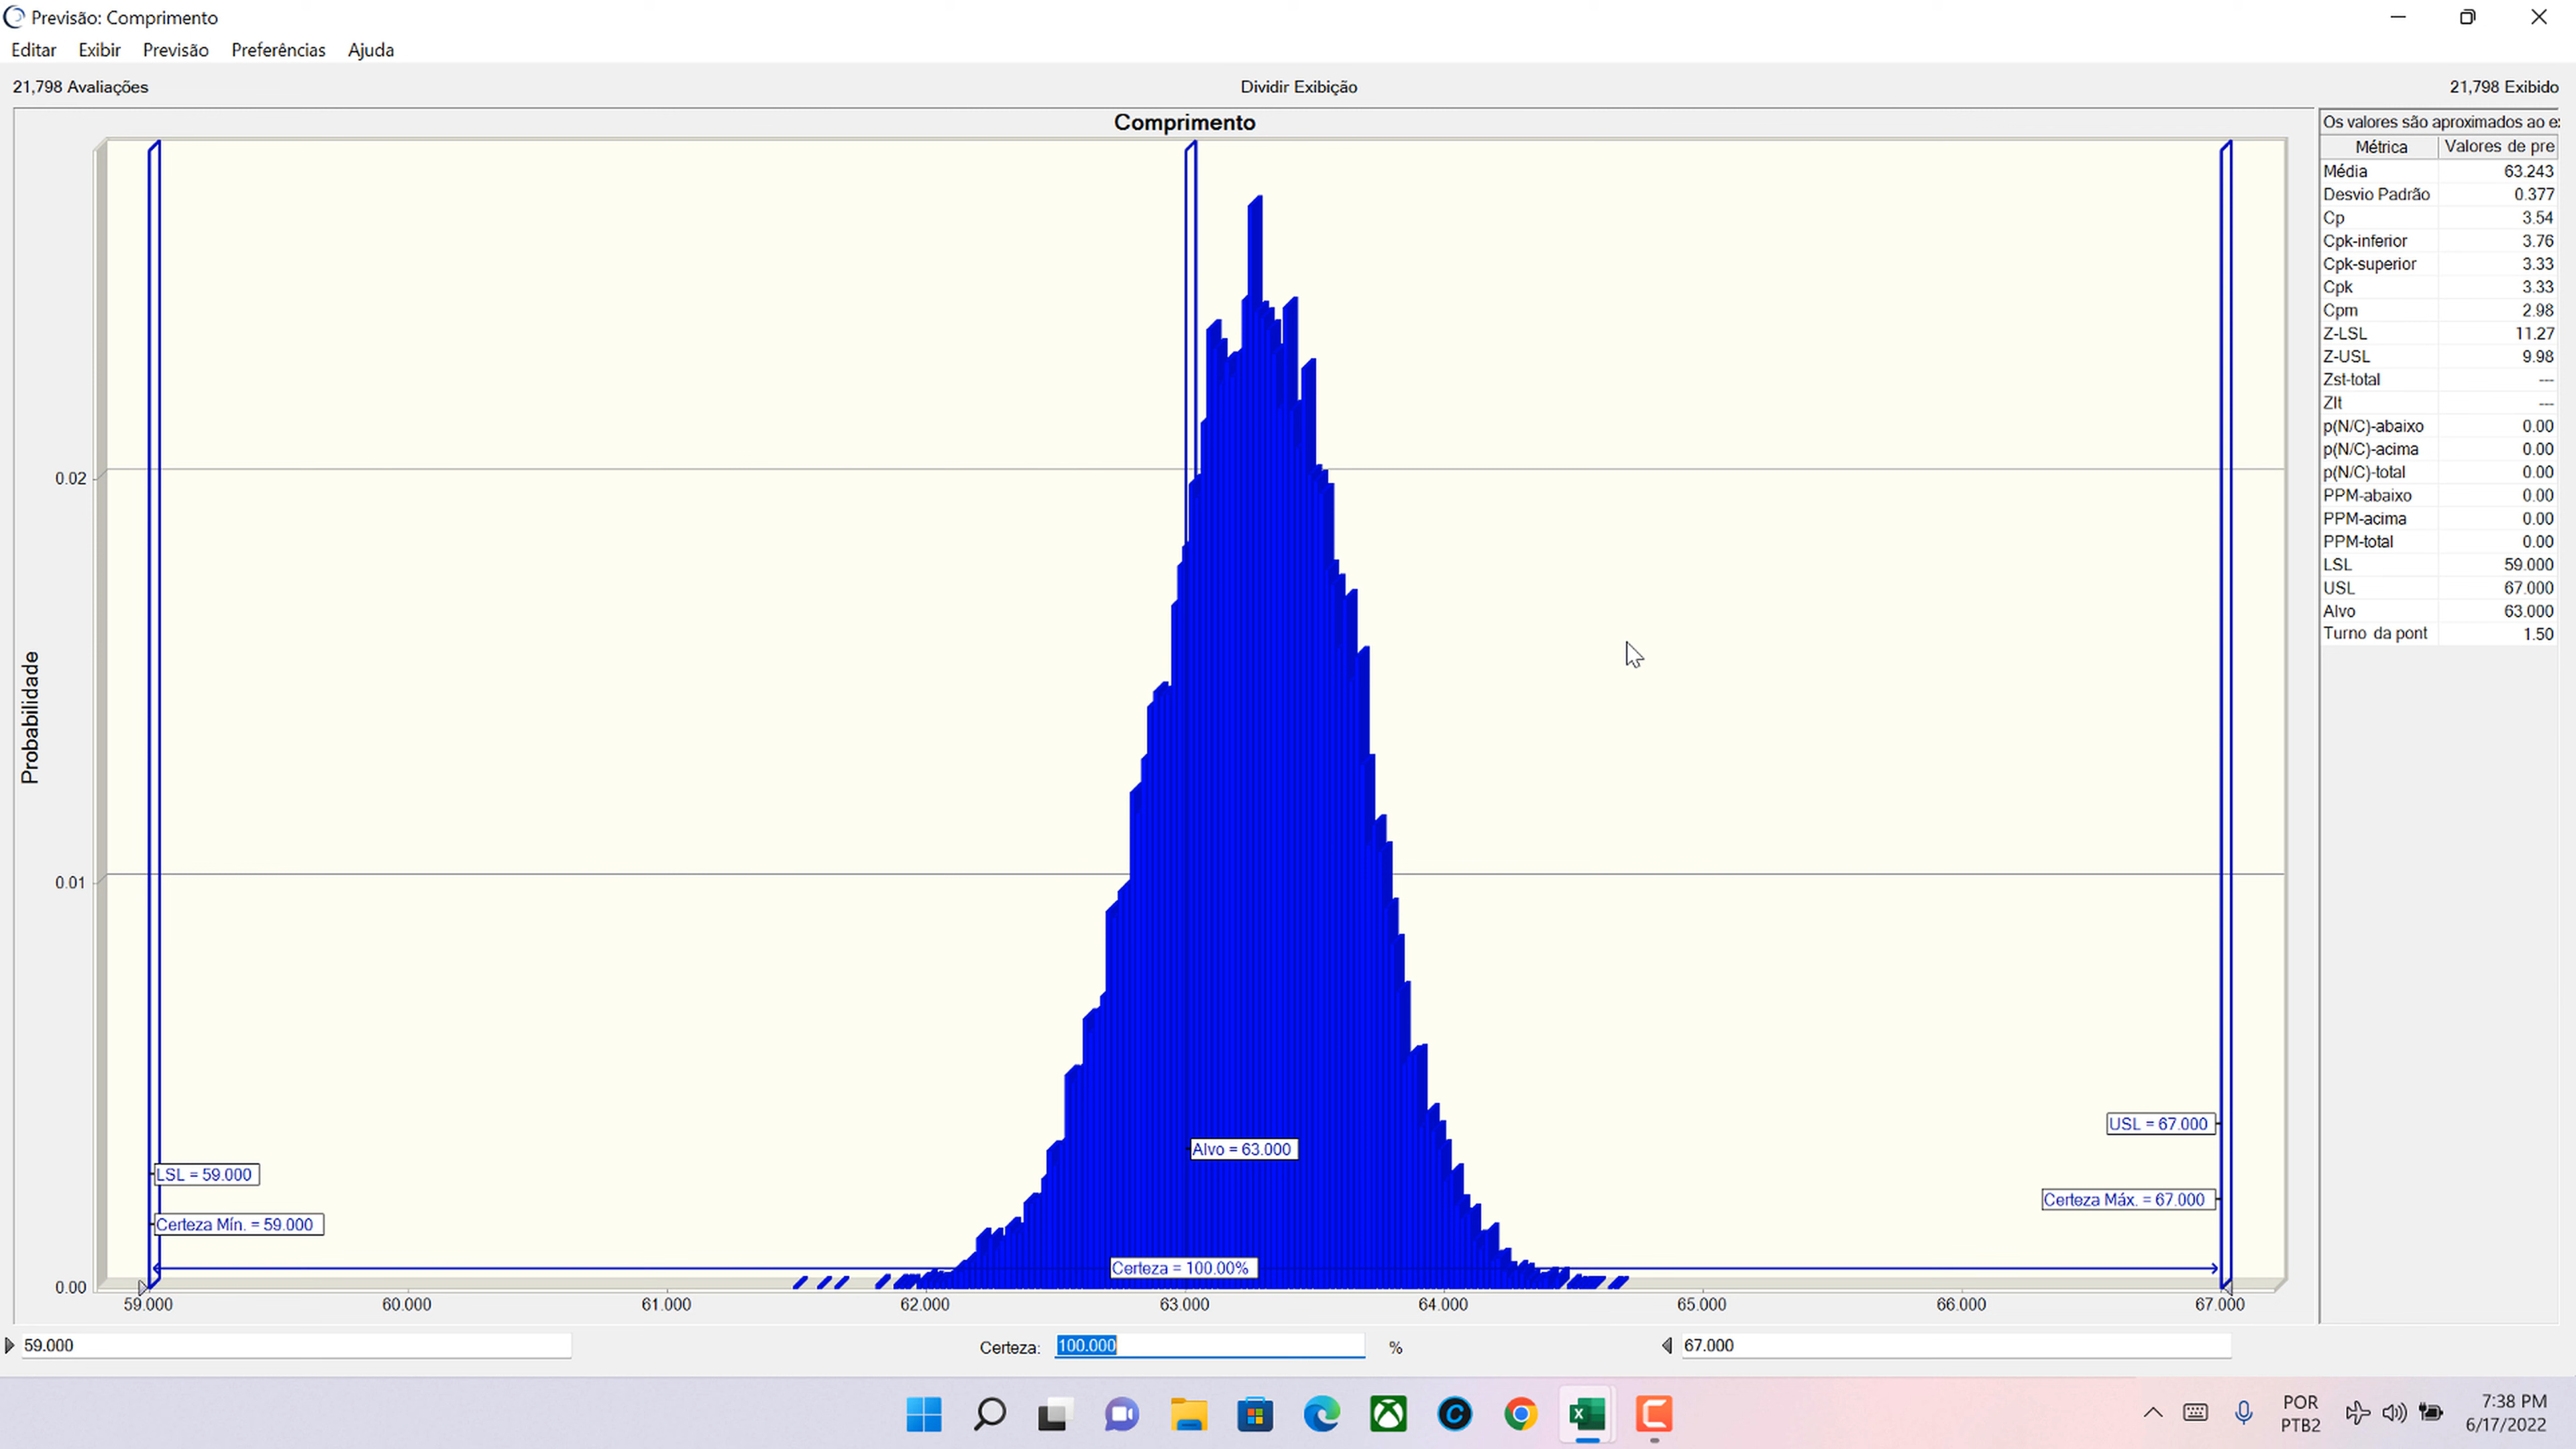 Previsão: Comprimento
Editar Exibir Previsão Preferências Ajuda
21,798 Avaliações Dividir Exibição 21,798 Exibido
Comprimento
Probabilidade
0.02
0.01
0.00
LSL = 59.000
Certeza Mín. = 59.000
Alvo = 63.000
Certeza = 100.00%
USL = 67.000
Certeza Máx. = 67.000
59.000 60.000 61.000 62.000 63.000 64.000 65.000 66.000 67.000
Os valores são aproximados ao e
Métrica Valores de pre
Média 63.243
Desvio Padrão 0.377
Cp 3.54
Cpk-inferior 3.76
Cpk-superior 3.33
Cpk 3.33
Cpm 2.98
Z-LSL 11.27
Z-USL 9.98
Zst-total ---
Zlt ---
p(N/C)-abaixo 0.00
p(N/C)-acima 0.00
p(N/C)-total 0.00
PPM-abaixo 0.00
PPM-acima 0.00
PPM-total 0.00
LSL 59.000
USL 67.000
Alvo 63.000
Turno da pont 1.50
59.000 Certeza: 100.000 % 67.000
POR
PTB2
7:38 PM
6/17/2022